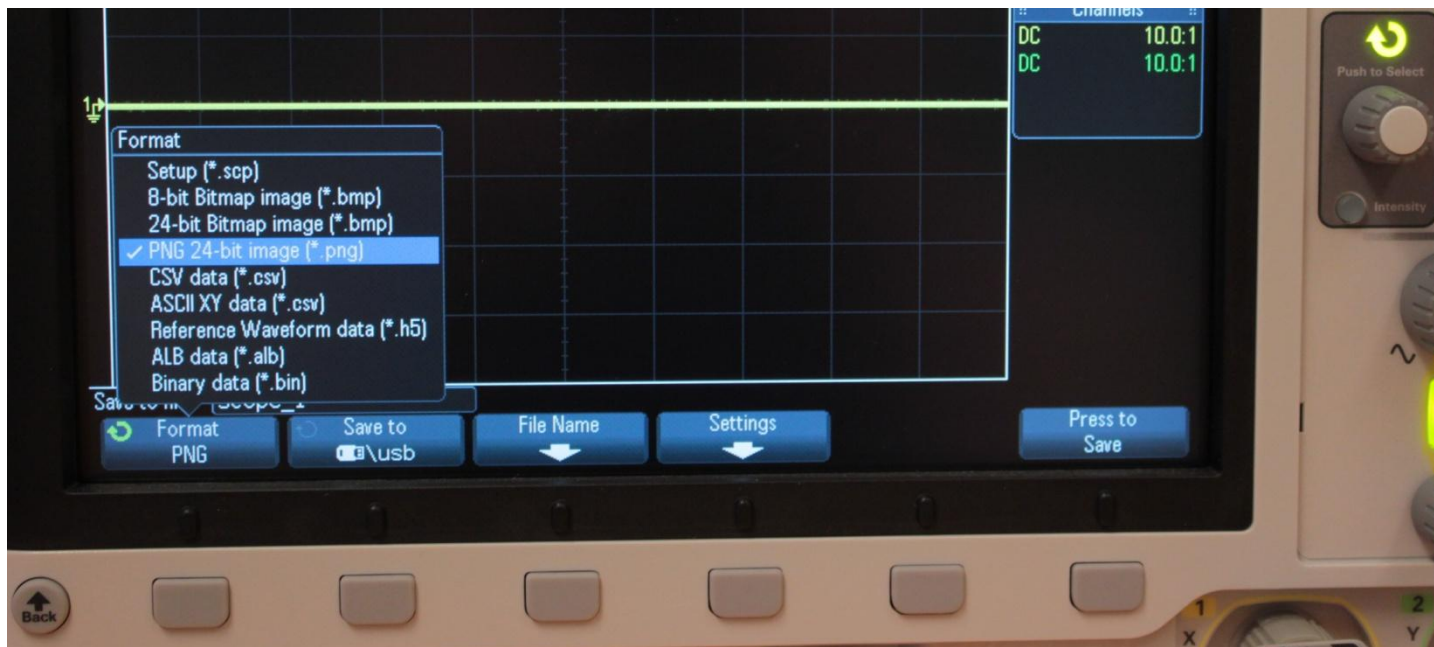 Channels
DC 10.0:1
DC 10.0:1
Push to Select
Intensity
1
Format
Setup (*.scp)
8-bit Bitmap image (*.bmp)
24-bit Bitmap image (*.bmp)
PNG 24-bit image (*.png)
CSV data (*.csv)
ASCII XY data (*.csv)
Reference Waveform data (*.h5)
ALB data (*.alb)
Binary data (*.bin)
Save to
Format
PNG
Save to
\usb
File Name
Settings
Press to
Save
Back
1
2
X
Y